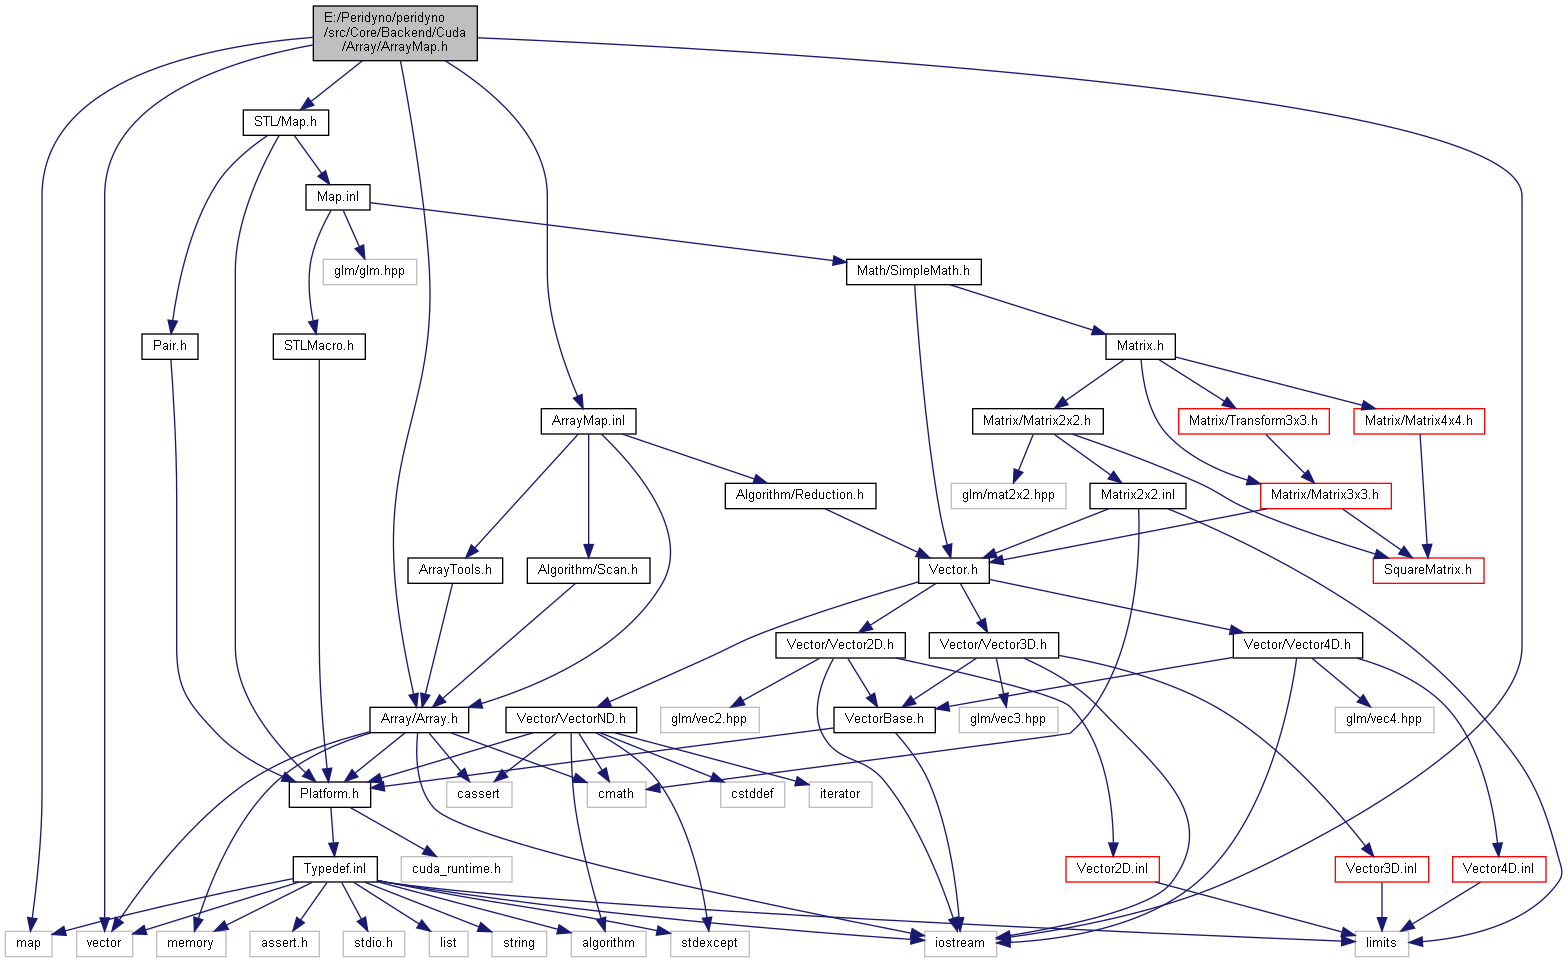 E:/Peridyno/peridyno
/src/Core/Backend/Cuda
/Array/ArrayMap.h
STL/Map.h
Map.inl
glm/glm.hpp
Math/SimpleMath.h
Pair.h
STLMacro.h
Matrix.h
ArrayMap.inl
Matrix/Matrix2x2.h
Matrix/Transform3x3.h
Matrix/Matrix4x4.h
Algorithm/Reduction.h
glm/mat2x2.hpp
Matrix2x2.inl
Matrix/Matrix3x3.h
ArrayTools.h
Algorithm/Scan.h
Vector.h
SquareMatrix.h
Vector/Vector2D.h
Vector/Vector3D.h
Vector/Vector4D.h
Array/Array.h
Vector/VectorND.h
glm/vec2.hpp
VectorBase.h
glm/vec3.hpp
glm/vec4.hpp
Platform.h
cassert
cmath
cstddef
iterator
Typedef.inl
cuda_runtime.h
Vector2D.inl
Vector3D.inl
Vector4D.inl
map
vector
memory
assert.h
stdio.h
list
string
algorithm
stdexcept
iostream
limits